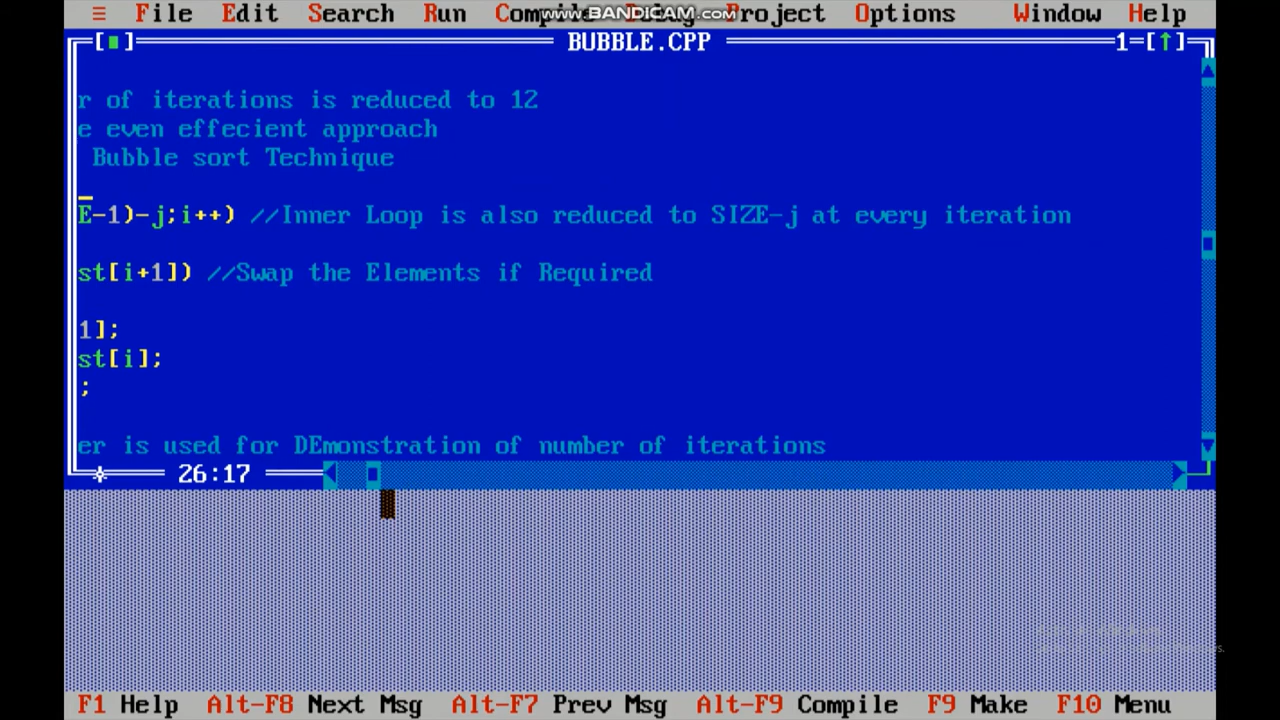 ≡ File Edit Search Run Compile Debug Project Options Window Help
www.BANDICAM.com
[■] BUBBLE.CPP 1=[↑]
r of iterations is reduced to 12
e even effecient approach
Bubble sort Technique
E-1)-j;i++) //Inner Loop is also reduced to SIZE-j at every iteration
st[i+1]) //Swap the Elements if Required
1];
st[i];
;
er is used for DEmonstration of number of iterations
26:17
F1 Help Alt-F8 Next Msg Alt-F7 Prev Msg Alt-F9 Compile F9 Make F10 Menu